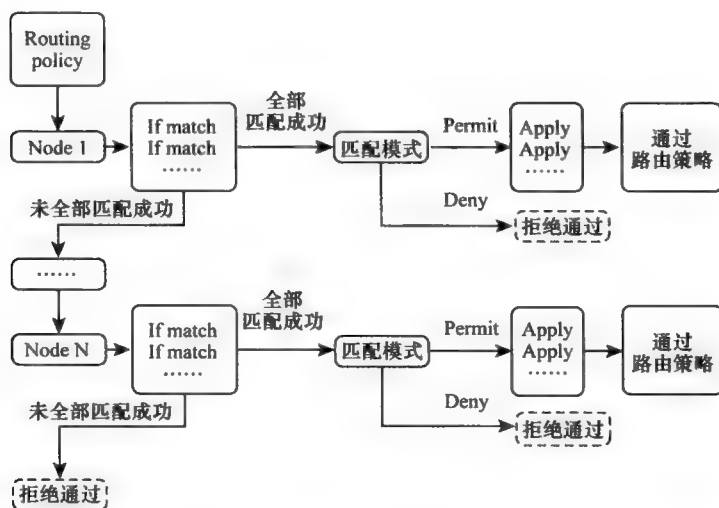 Routing
policy
Node 1
If match
If match
……
全部
匹配成功
匹配模式
Permit
Apply
Apply
……
通过
路由策略
Deny
拒绝通过
未全部匹配成功
……
Node N
If match
If match
……
全部
匹配成功
匹配模式
Permit
Apply
Apply
……
通过
路由策略
Deny
拒绝通过
未全部匹配成功
拒绝通过